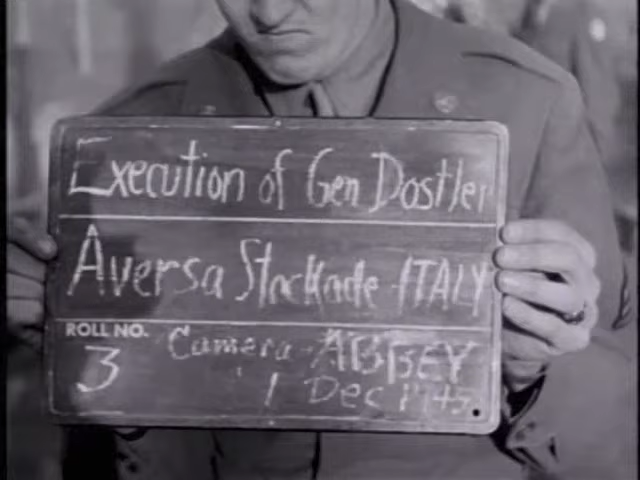 Execution of Gen Dostler
Aversa Stockade-ITALY
ROLL NO.
3
Camera-ABBEY
1 Dec 1945